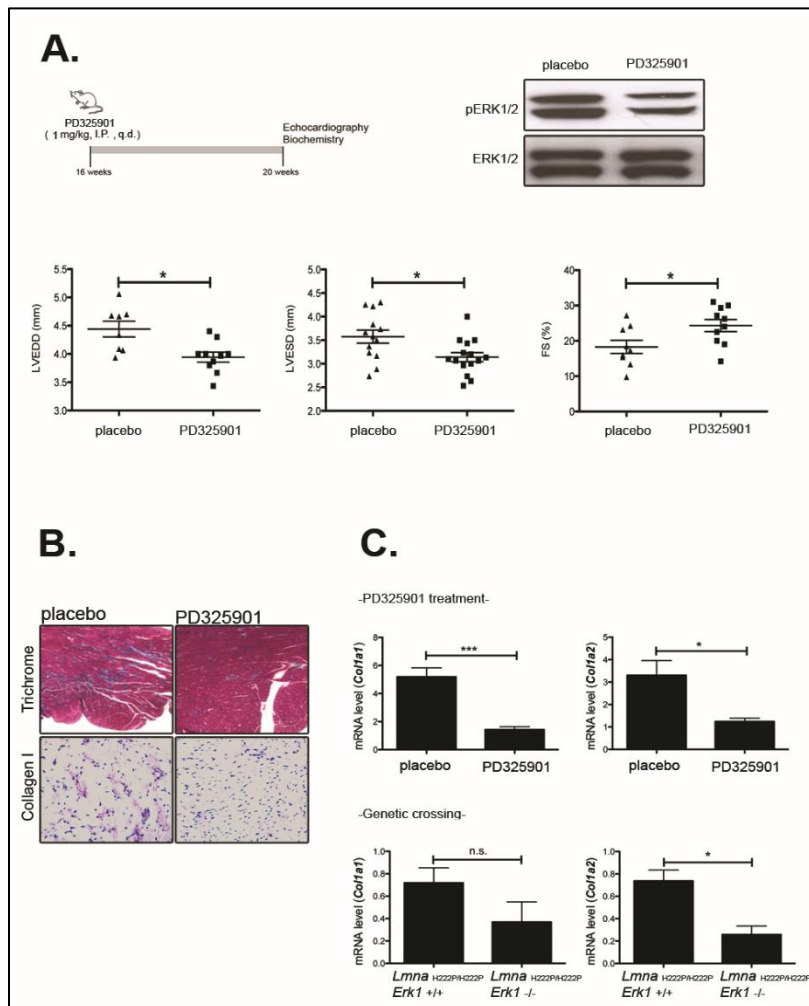 A.
PD325901
( 1 mg/kg, I.P. , q.d.)
Echocardiography
Biochemistry
16 weeks
20 weeks
placebo
PD325901
pERK1/2
ERK1/2
LVEDD (mm)
5.5
5.0
4.5
4.0
3.5
3.0
*
placebo
PD325901
LVESD (mm)
5.0
4.5
4.0
3.5
3.0
2.5
2.0
*
placebo
PD325901
FS (%)
40
30
20
10
0
*
placebo
PD325901
B.
placebo
PD325901
Trichrome
Collagen I
C.
-PD325901 treatment-
mRNA level (Col1a1)
8
6
4
2
0
***
placebo
PD325901
mRNA level (Col1a2)
5
4
3
2
1
0
*
placebo
PD325901
-Genetic crossing-
mRNA level (Col1a1)
1.0
0.8
0.6
0.4
0.2
0.0
n.s.
Lmna H222P/H222P
Erk1 +/+
Lmna H222P/H222P
Erk1 -/-
mRNA level (Col1a2)
1.0
0.8
0.6
0.4
0.2
0.0
*
Lmna H222P/H222P
Erk1 +/+
Lmna H222P/H222P
Erk1 -/-